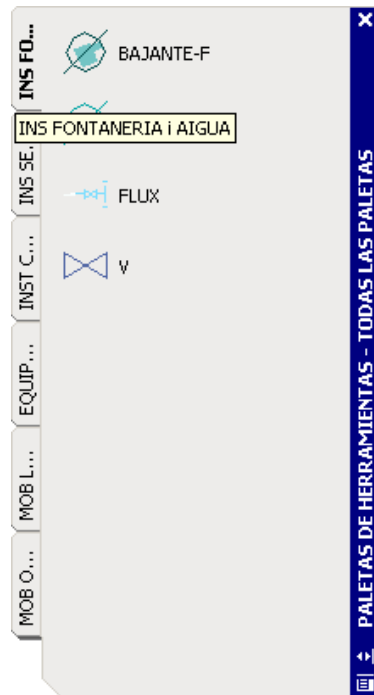 INS FO...
BAJANTE-F
INS FONTANERIA i AIGUA
INS SE...
FLUX
INST C...
V
EQUIP...
MOB L...
MOB O...
PALETAS DE HERRAMIENTAS - TODAS LAS PALETAS